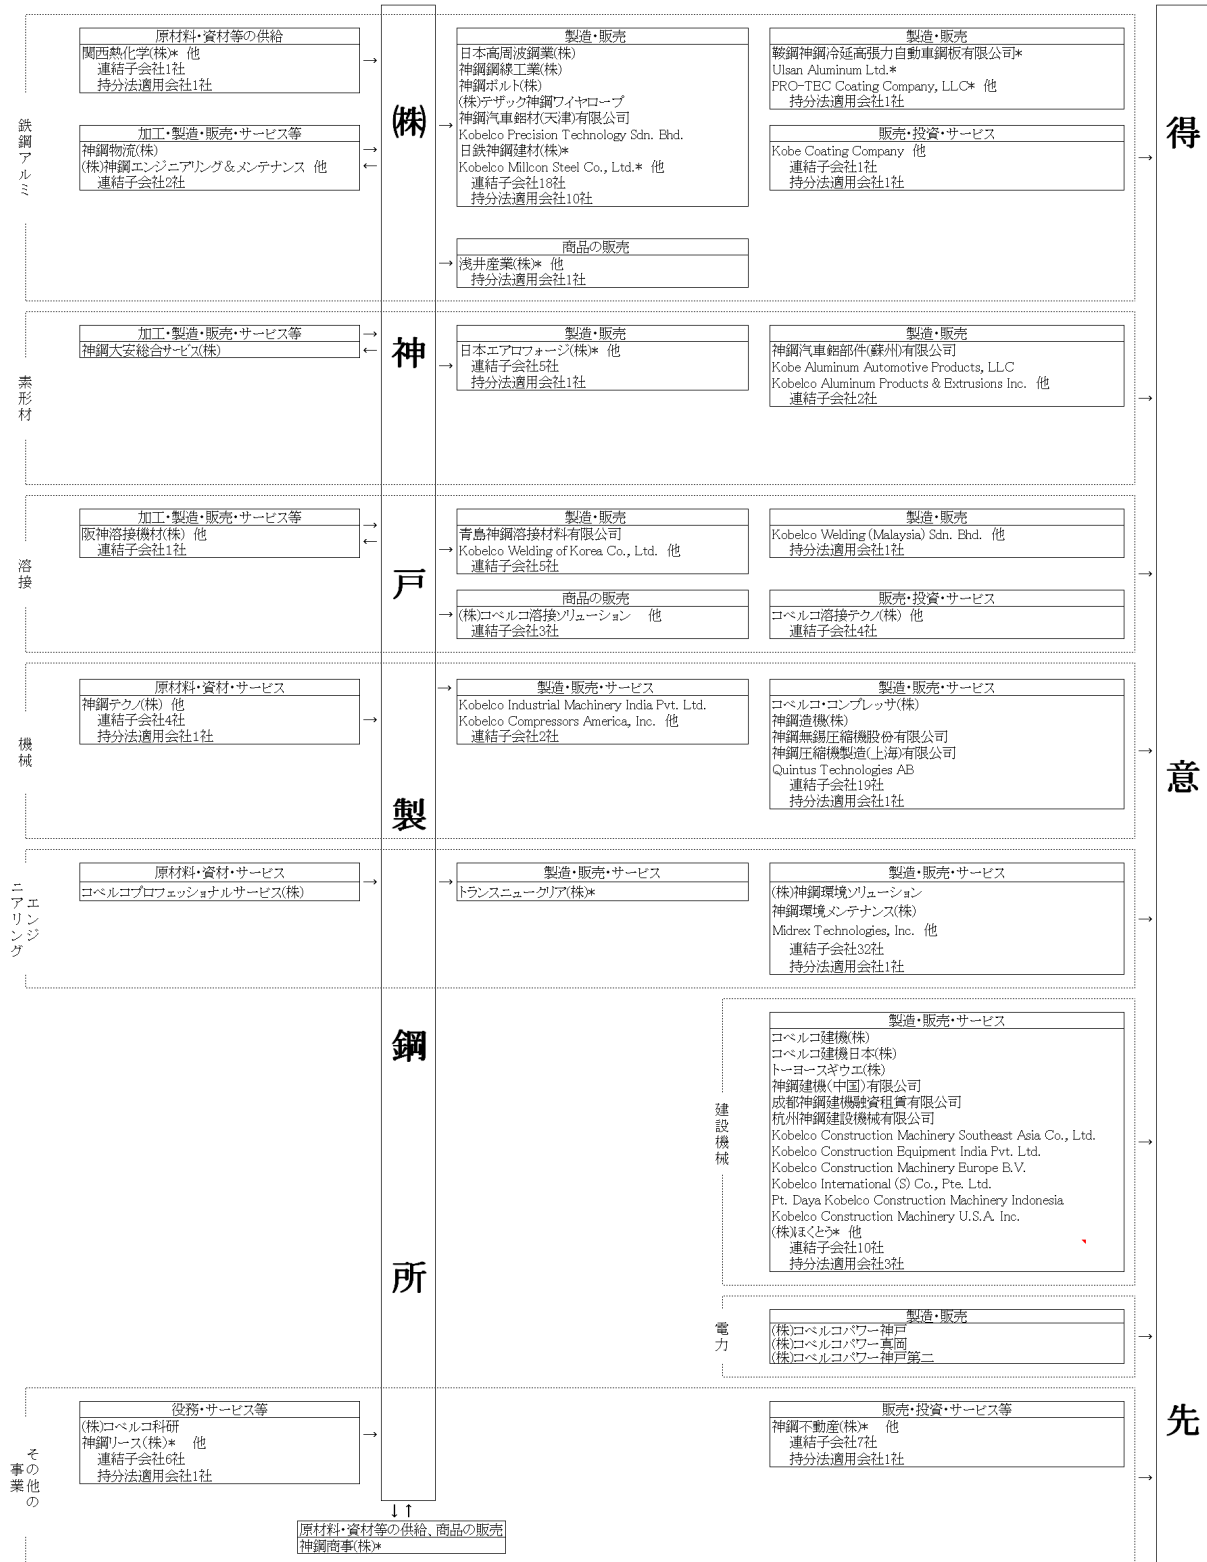 (株)神戸製鋼所
得意先
鉄鋼アルミ
原材料・資材等の供給
関西熱化学(株)* 他
連結子会社1社
持分法適用会社1社
→
加工・製造・販売・サービス等
神鋼物流(株)
(株)神鋼エンジニアリング＆メンテナンス 他
連結子会社2社
→
←
→
製造・販売
日本高周波鋼業(株)
神鋼鋼線工業(株)
神鋼ボルト(株)
(株)テザック神鋼ワイヤロープ
神鋼汽車鋁材(天津)有限公司
Kobelco Precision Technology Sdn. Bhd.
日鉄神鋼建材(株)*
Kobelco Millcon Steel Co., Ltd.* 他
連結子会社18社
持分法適用会社10社
→
商品の販売
浅井産業(株)* 他
持分法適用会社1社
製造・販売
鞍鋼神鋼冷延高張力自動車鋼板有限公司*
Ulsan Aluminum Ltd.*
PRO-TEC Coating Company, LLC* 他
持分法適用会社1社
販売・投資・サービス
Kobe Coating Company 他
連結子会社1社
持分法適用会社1社
→
素形材
加工・製造・販売・サービス等
神鋼大安総合サービス(株)
→
←
→
製造・販売
日本エアロフォージ(株)* 他
連結子会社5社
持分法適用会社1社
製造・販売
神鋼汽車鋁部件(蘇州)有限公司
Kobe Aluminum Automotive Products, LLC
Kobelco Aluminum Products & Extrusions Inc. 他
連結子会社2社
→
溶接
加工・製造・販売・サービス等
阪神溶接機材(株) 他
連結子会社1社
→
←
→
製造・販売
青島神鋼溶接材料有限公司
Kobelco Welding of Korea Co., Ltd. 他
連結子会社5社
→
商品の販売
(株)コベルコ溶接ソリューション 他
連結子会社3社
製造・販売
Kobelco Welding (Malaysia) Sdn. Bhd. 他
持分法適用会社1社
販売・投資・サービス
コベルコ溶接テクノ(株) 他
連結子会社4社
→
機械
原材料・資材・サービス
神鋼テクノ(株) 他
連結子会社4社
持分法適用会社1社
→
→
製造・販売・サービス
Kobelco Industrial Machinery India Pvt. Ltd.
Kobelco Compressors America, Inc. 他
連結子会社2社
製造・販売・サービス
コベルコ・コンプレッサ(株)
神鋼造機(株)
神鋼無錫圧縮機股份有限公司
神鋼圧縮機製造(上海)有限公司
Quintus Technologies AB
連結子会社19社
持分法適用会社1社
→
エンジニアリング
原材料・資材・サービス
コベルコプロフェッショナルサービス(株)
→
→
製造・販売・サービス
トランスニュークリア(株)*
製造・販売・サービス
(株)神鋼環境ソリューション
神鋼環境メンテナンス(株)
Midrex Technologies, Inc. 他
連結子会社32社
持分法適用会社1社
→
建設機械
製造・販売・サービス
コベルコ建機(株)
コベルコ建機日本(株)
トーヨースギウエ(株)
神鋼建機(中国)有限公司
成都神鋼建機融資租賃有限公司
杭州神鋼建設機械有限公司
Kobelco Construction Machinery Southeast Asia Co., Ltd.
Kobelco Construction Equipment India Pvt. Ltd.
Kobelco Construction Machinery Europe B.V.
Kobelco International (S) Co., Pte. Ltd.
Pt. Daya Kobelco Construction Machinery Indonesia
Kobelco Construction Machinery U.S.A. Inc.
(株)ほくとう* 他
連結子会社10社
持分法適用会社3社
→
電力
製造・販売
(株)コベルコパワー神戸
(株)コベルコパワー真岡
(株)コベルコパワー神戸第二
→
その他の事業
役務・サービス等
(株)コベルコ科研
神鋼リース(株)* 他
連結子会社6社
持分法適用会社1社
→
販売・投資・サービス等
神鋼不動産(株)* 他
連結子会社7社
持分法適用会社1社
→
↓↑
原材料・資材等の供給、商品の販売
神鋼商事(株)*